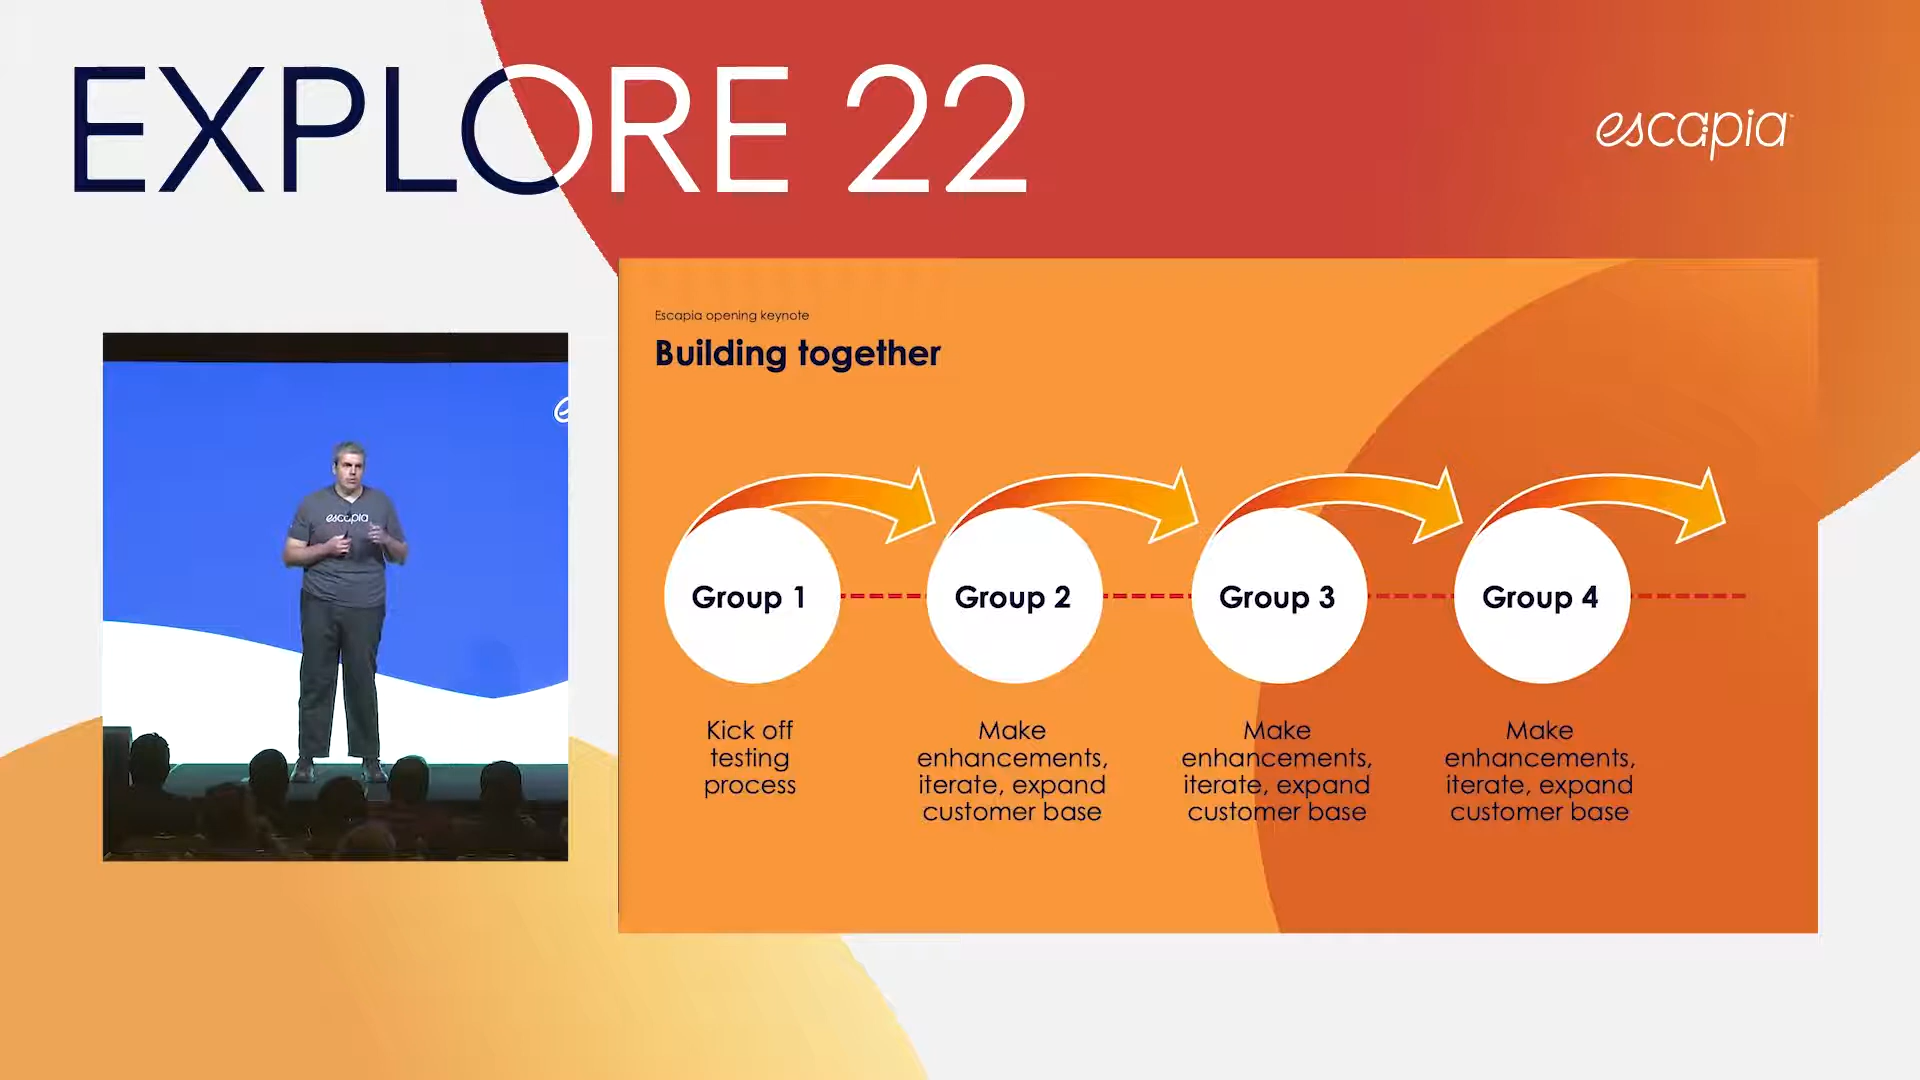 EXPLORE 22
escapia
Escapia opening keynote
Building together
escapia
Group 1
Group 2
Group 3
Group 4
Kick off
testing
process
Make
enhancements,
iterate, expand
customer base
Make
enhancements,
iterate, expand
customer base
Make
enhancements,
iterate, expand
customer base